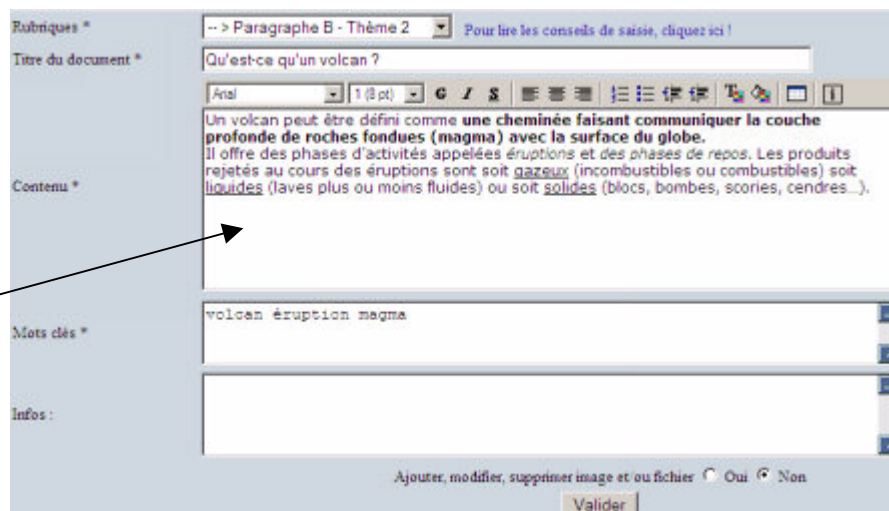 Rubriques * --> Paragraphe B - Thème 2 Pour lire les conseils de saisie, cliquez ici !
Titre du document * Qu'est-ce qu'un volcan ?
Arial 1 (8 pt) G I S
Un volcan peut être défini comme une cheminée faisant communiquer la couche
profonde de roches fondues (magma) avec la surface du globe.
Il offre des phases d'activités appelées éruptions et des phases de repos. Les produits
rejetés au cours des éruptions sont soit gazeux (incombustibles ou combustibles) soit
Contenu * liquides (laves plus ou moins fluides) ou soit solides (blocs, bombes, scories, cendres...).
volcan éruption magma
Mots clés *
Infos :
Ajouter, modifier, supprimer image et ou fichier Oui Non
Valider